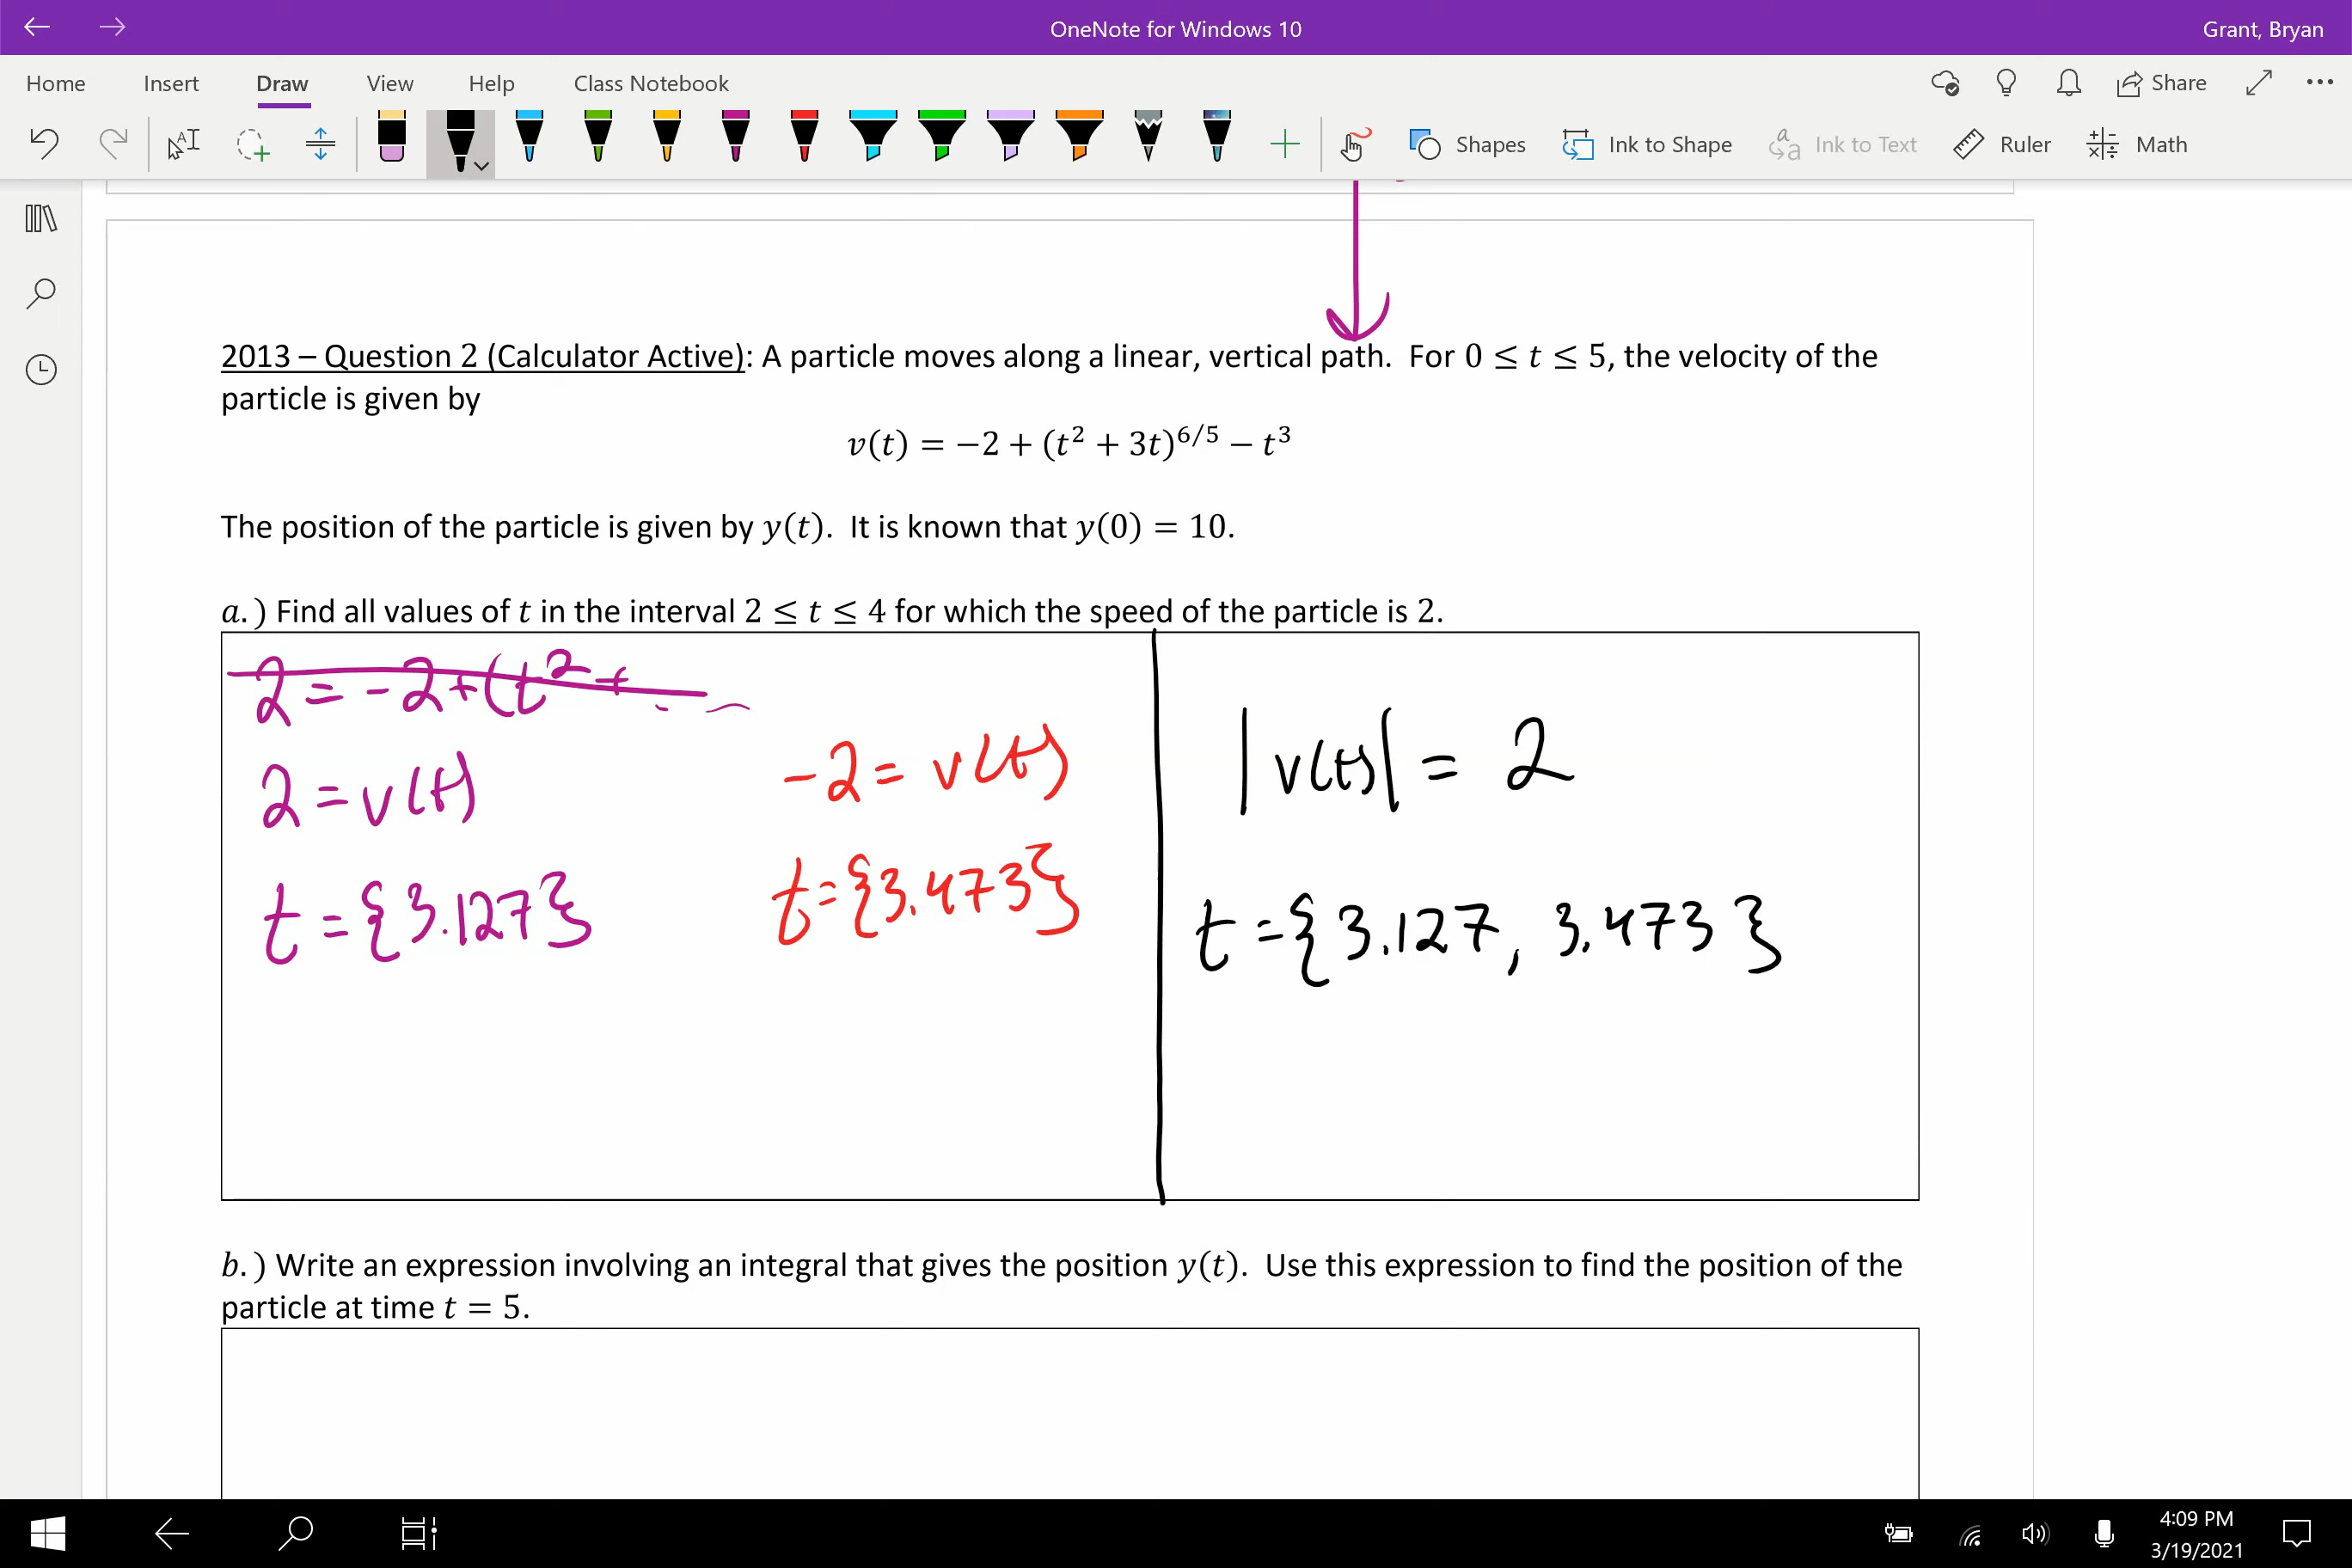 OneNote for Windows 10
Grant, Bryan
Home Insert Draw View Help Class Notebook
Share
Shapes Ink to Shape Ink to Text Ruler Math
2013 – Question 2 (Calculator Active): A particle moves along a linear, vertical path. For 0 ≤ t ≤ 5, the velocity of the
particle is given by
v(t) = −2 + (t² + 3t)^6/5 − t³
The position of the particle is given by y(t). It is known that y(0) = 10.
a.) Find all values of t in the interval 2 ≤ t ≤ 4 for which the speed of the particle is 2.
2 = -2 + (t² +
2 = v(t)
t = {3.127}
-2 = v(t)
t = {3.473}
|v(t)| = 2
t = {3.127, 3.473}
b.) Write an expression involving an integral that gives the position y(t). Use this expression to find the position of the
particle at time t = 5.
4:09 PM
3/19/2021